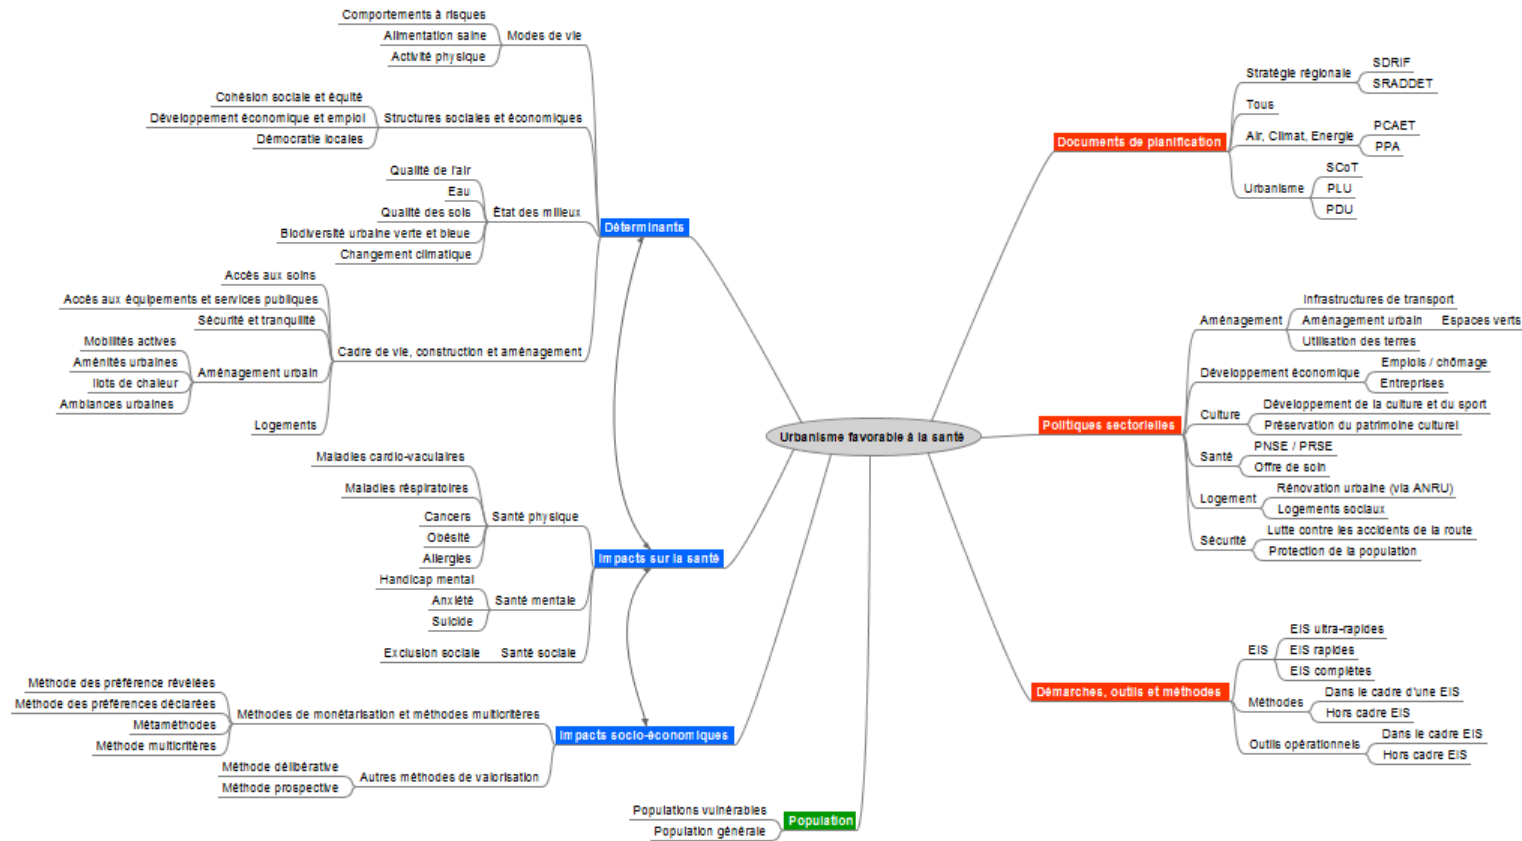 Comportements à risques
Alimentation saine
Activité physique
Modes de vie
Cohésion sociale et équité
Développement économique et emploi
Démocratie locales
Structures sociales et économiques
Qualité de l'air
Eau
Qualité des sols
Biodiversité urbaine verte et bleue
Changement climatique
État des milieux
Déterminants
Accès aux soins
Accès aux équipements et services publiques
Sécurité et tranquilité
Mobilités actives
Aménités urbaines
Ilots de chaleur
Ambiances urbaines
Aménagement urbain
Logements
Cadre de vie, construction et aménagement
Maladies cardio-vaculaires
Maladies réspiratoires
Cancers
Obésité
Allergies
Santé physique
Handicap mental
Anxiété
Suicide
Santé mentale
Exclusion sociale
Santé sociale
Impacts sur la santé
Méthode des préférence révélées
Méthode des préférences déclarées
Métaméthodes
Méthode multicritères
Méthodes de monétarisation et méthodes multicritères
Méthode délibérative
Méthode prospective
Autres méthodes de valorisation
Impacts socio-économiques
Populations vulnérables
Population générale
Population
Urbanisme favorable à la santé
Documents de planification
Stratégie régionale
SDRIF
SRADDET
Tous
Air, Climat, Energie
PCAET
PPA
Urbanisme
SCoT
PLU
PDU
Politiques sectorielles
Aménagement
Infrastructures de transport
Aménagement urbain
Espaces verts
Utilisation des terres
Développement économique
Emplois / chômage
Entreprises
Culture
Développement de la culture et du sport
Préservation du patrimoine culturel
Santé
PNSE / PRSE
Offre de soin
Logement
Rénovation urbaine (via ANRU)
Logements sociaux
Sécurité
Lutte contre les accidents de la route
Protection de la population
Démarches, outils et méthodes
EIS
EIS ultra-rapides
EIS rapides
EIS complètes
Méthodes
Dans le cadre d'une EIS
Hors cadre EIS
Outils opérationnels
Dans le cadre EIS
Hors cadre EIS